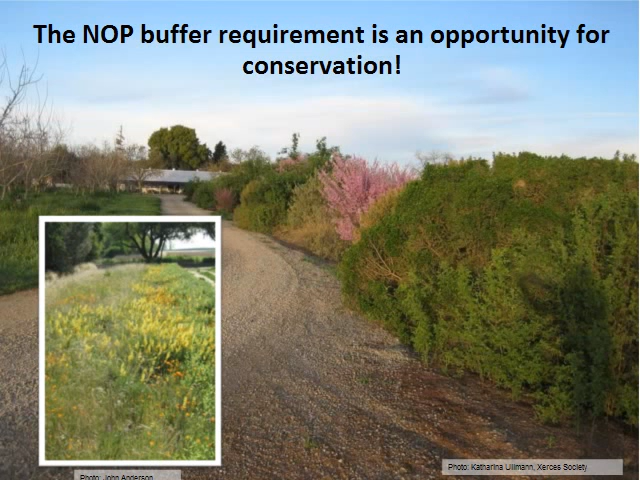 The NOP buffer requirement is an opportunity for
conservation!
Photo: John Anderson
Photo: Katharina Ullmann, Xerces Society